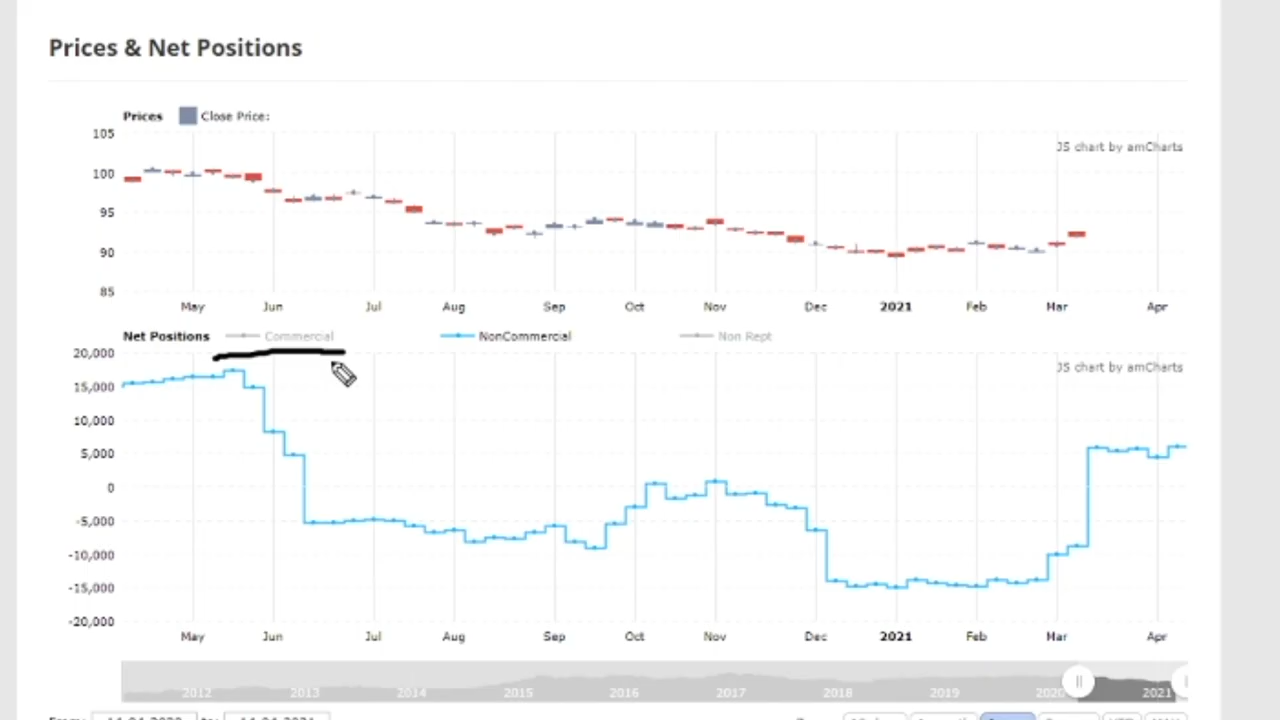 Prices & Net Positions
Prices Close Price:
JS chart by amCharts
105
100
95
90
85
May Jun Jul Aug Sep Oct Nov Dec 2021 Feb Mar Apr
Net Positions Commercial NonCommercial Non Rept
JS chart by amCharts
20,000
15,000
10,000
5,000
0
-5,000
-10,000
-15,000
-20,000
May Jun Jul Aug Sep Oct Nov Dec 2021 Feb Mar Apr
2012 2013 2014 2015 2016 2017 2018 2019 2020 2021